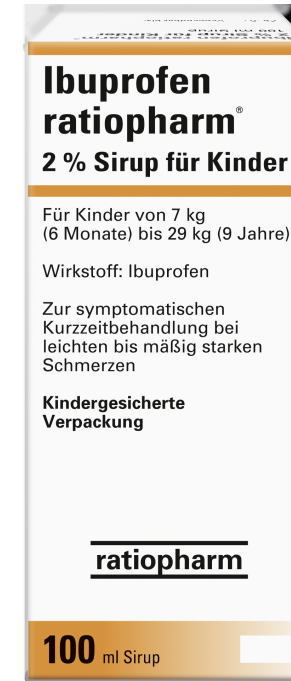 Ibuprofen
ratiopharm®
2 % Sirup für Kinder
Für Kinder von 7 kg
(6 Monate) bis 29 kg (9 Jahre)
Wirkstoff: Ibuprofen
Zur symptomatischen
Kurzzeitbehandlung bei
leichten bis mäßig starken
Schmerzen
Kindergesicherte
Verpackung
ratiopharm
100 ml Sirup